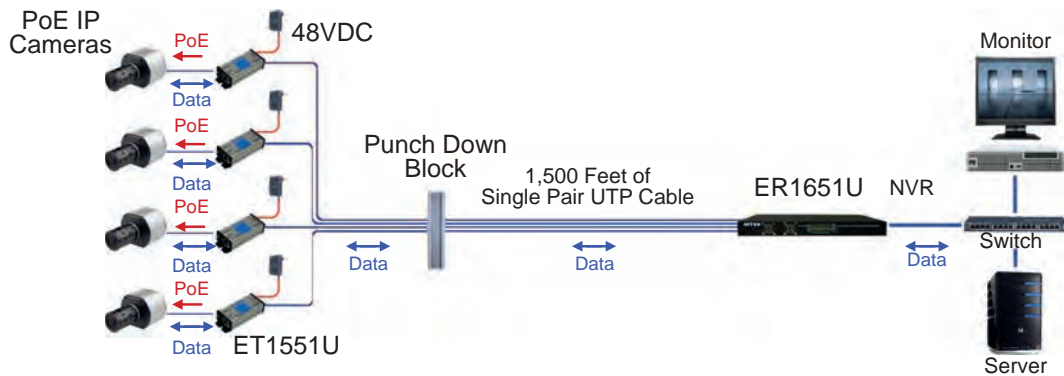 PoE IP
Cameras
48VDC
PoE
Data
PoE
Data
PoE
Data
PoE
Data
ET1551U
Punch Down
Block
Data
1,500 Feet of
Single Pair UTP Cable
Data
ER1651U
NVR
Data
Monitor
Switch
Server